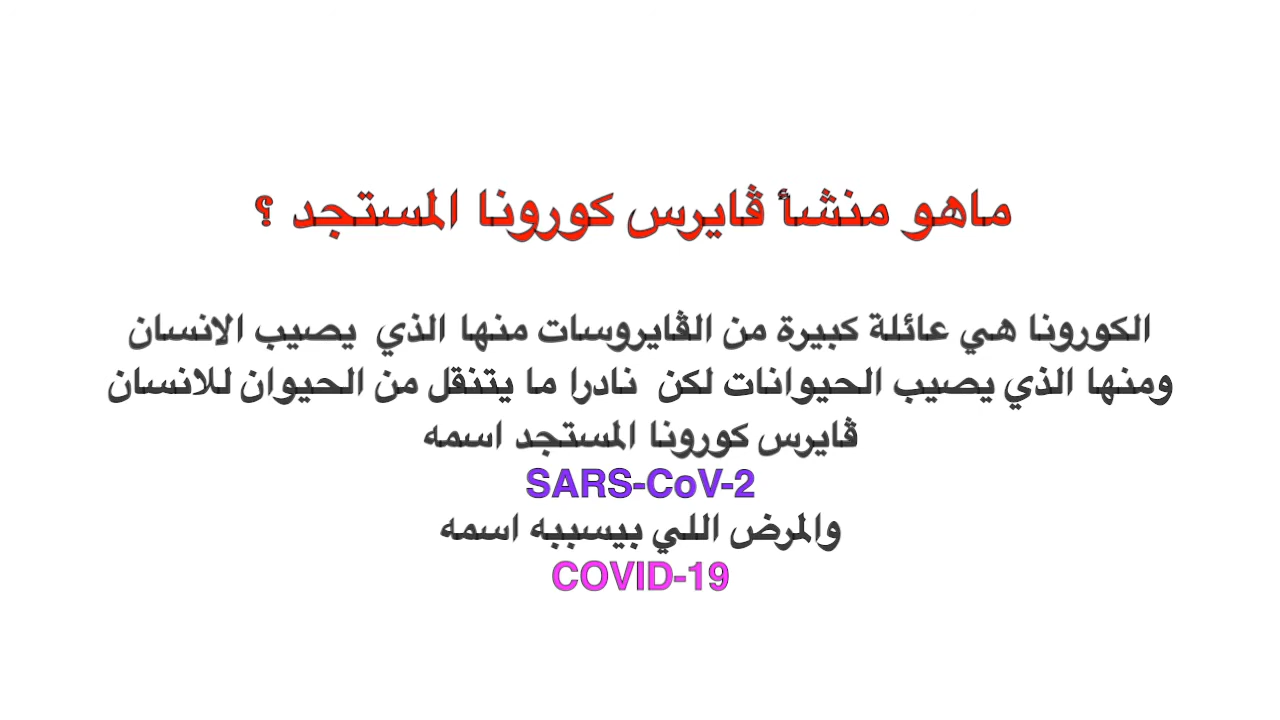 ماهو منشأ ڤايرس كورونا المستجد ؟
الكورونا هي عائلة كبيرة من الڤايروسات منها الذي يصيب الانسان
ومنها الذي يصيب الحيوانات لكن نادرا ما يتنقل من الحيوان للانسان
ڤايرس كورونا المستجد اسمه
SARS-CoV-2
والمرض اللي بيسببه اسمه
COVID-19